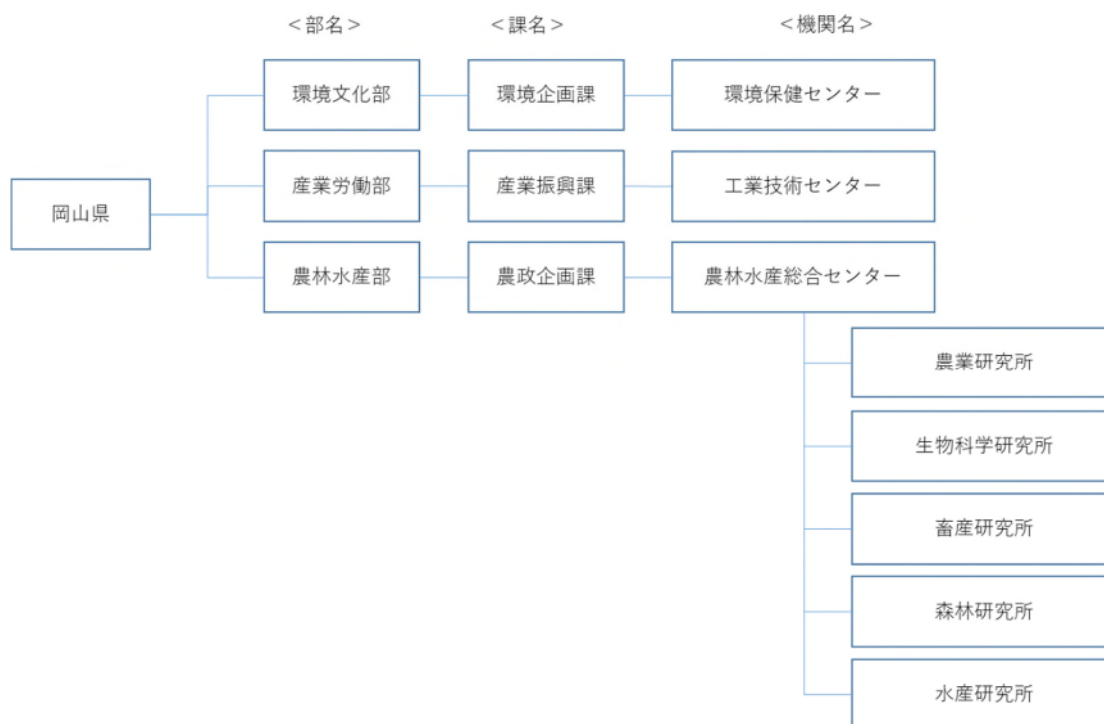 <部名> <課名> <機関名>
環境文化部 環境企画課 環境保健センター
岡山県
産業労働部 産業振興課 工業技術センター
農林水産部 農政企画課 農林水産総合センター
農業研究所
生物科学研究所
畜産研究所
森林研究所
水産研究所